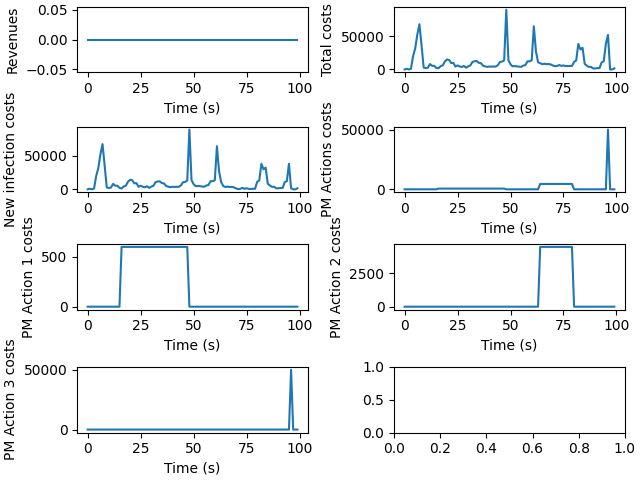 Revenues
0.05
0.00
−0.05
0 25 50 75 100
Time (s)
Total costs
50000
0
0 25 50 75 100
Time (s)
New infection costs
50000
0
0 25 50 75 100
Time (s)
PM Actions costs
50000
0
0 25 50 75 100
Time (s)
PM Action 1 costs
500
0
0 25 50 75 100
Time (s)
PM Action 2 costs
2500
0
0 25 50 75 100
Time (s)
PM Action 3 costs
50000
0
0 25 50 75 100
Time (s)
1.0
0.5
0.0
0.0 0.2 0.4 0.6 0.8 1.0